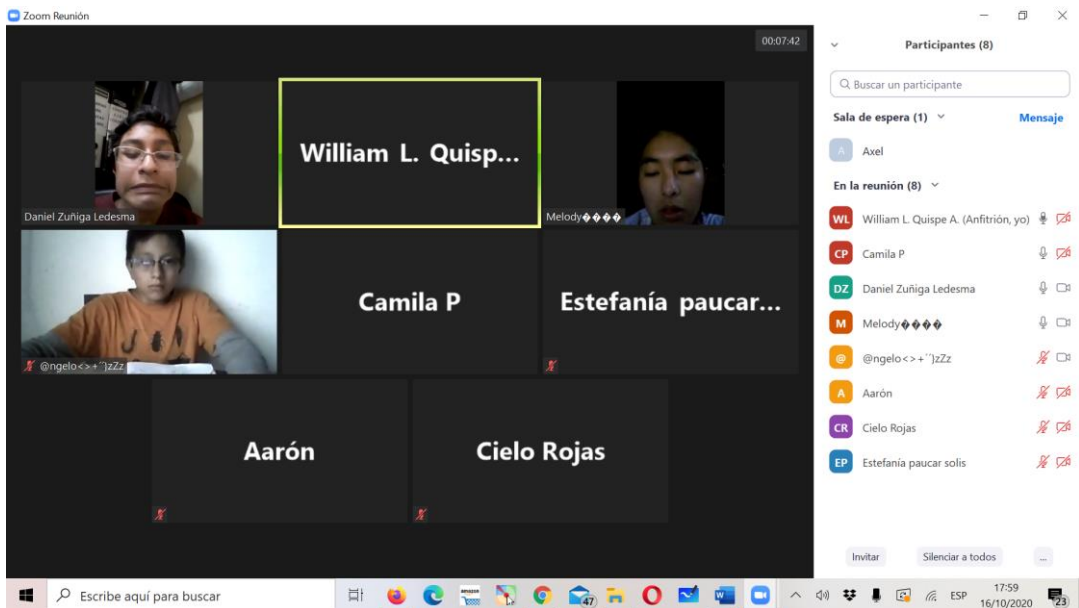 Zoom Reunión
00:07:42
William L. Quisp...
Daniel Zuñiga Ledesma
Melody����
Camila P
Estefanía paucar...
@ngelo<>+´¨)zZz
Aarón
Cielo Rojas
Participantes (8)
Buscar un participante
Sala de espera (1)
Mensaje
A
Axel
En la reunión (8)
WL William L. Quispe A. (Anfitrión, yo)
CP Camila P
DZ Daniel Zuñiga Ledesma
M Melody����
@ @ngelo<>+´¨)zZz
A Aarón
CR Cielo Rojas
EP Estefanía paucar solis
Invitar
Silenciar a todos
...
Escribe aquí para buscar
amazon
47
ESP
17:59
16/10/2020
23